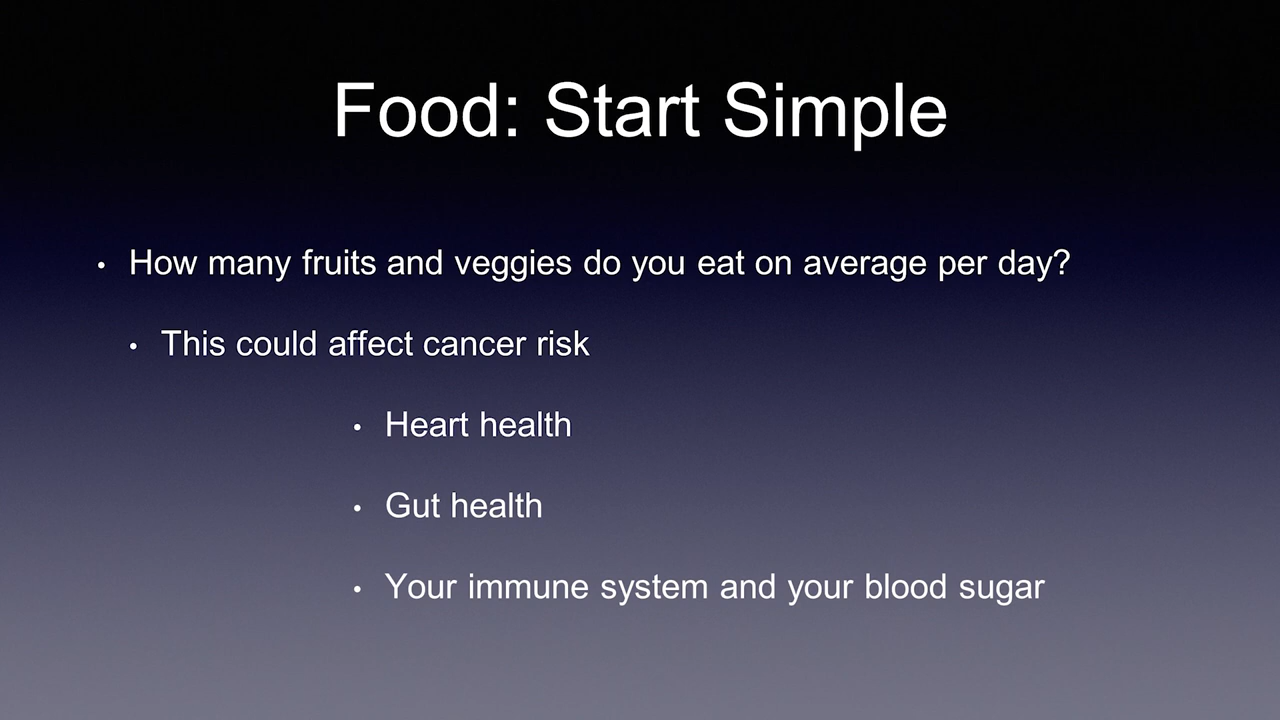 Food: Start Simple
• How many fruits and veggies do you eat on average per day?
• This could affect cancer risk
• Heart health
• Gut health
• Your immune system and your blood sugar